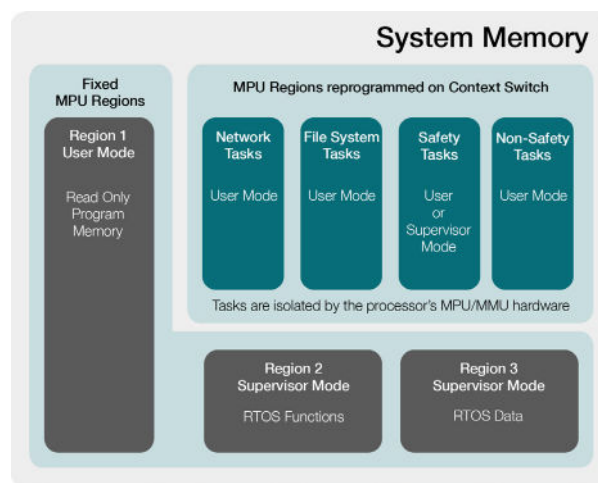 System Memory
Fixed
MPU Regions
Region 1
User Mode
Read Only
Program
Memory
MPU Regions reprogrammed on Context Switch
Network
Tasks
User Mode
File System
Tasks
User Mode
Safety
Tasks
User
or
Supervisor
Mode
Non-Safety
Tasks
User Mode
Tasks are isolated by the processor's MPU/MMU hardware
Region 2
Supervisor Mode
RTOS Functions
Region 3
Supervisor Mode
RTOS Data